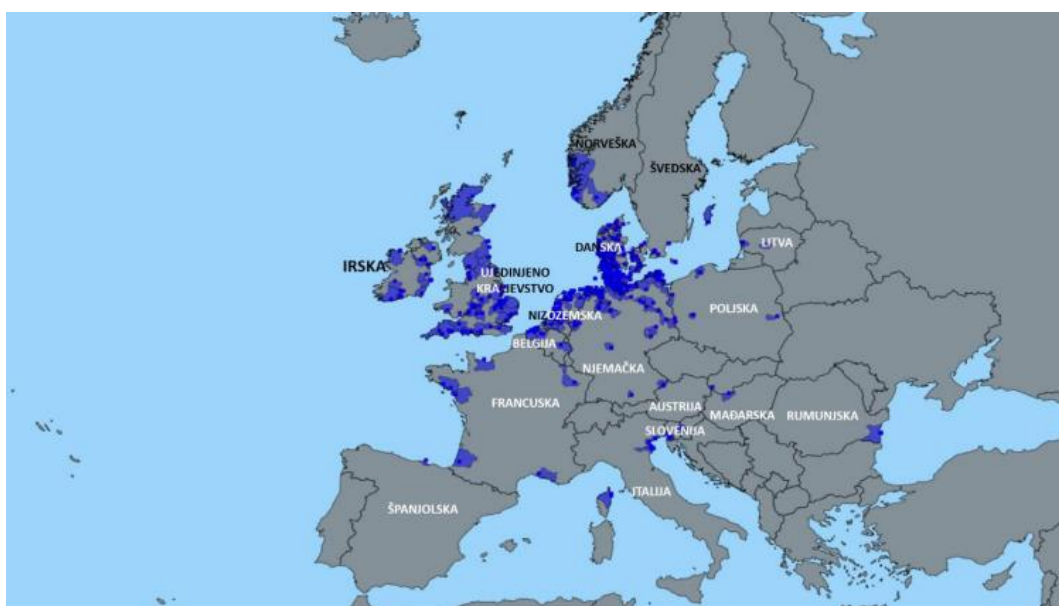 NORVEŠKA
ŠVEDSKA
DANSKA
LITVA
IRSKA
UJEDINJENO
KRALJEVSTVO
NIZOZEMSKA
POLJSKA
BELGIJA
NJEMAČKA
FRANCUSKA
AUSTRIJA
MAĐARSKA
RUMUNJSKA
SLOVENIJA
ITALIJA
ŠPANJOLSKA